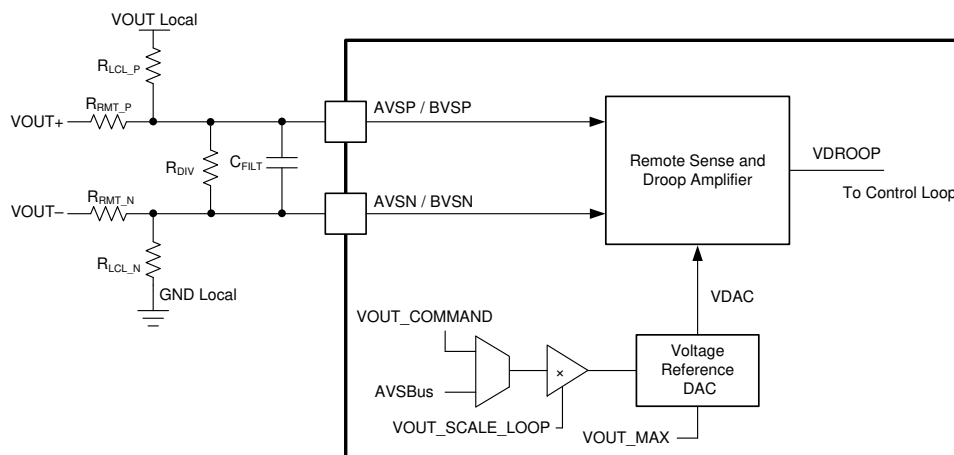 VOUT Local
RLCL_P
RRMT_P
VOUT+
AVSP / BVSP
RDIV
CFILT
Remote Sense and
Droop Amplifier
VDROOP
To Control Loop
RRMT_N
VOUT–
AVSN / BVSN
RLCL_N
GND Local
VDAC
VOUT_COMMAND
Voltage
Reference
DAC
×
AVSBus
VOUT_SCALE_LOOP
VOUT_MAX